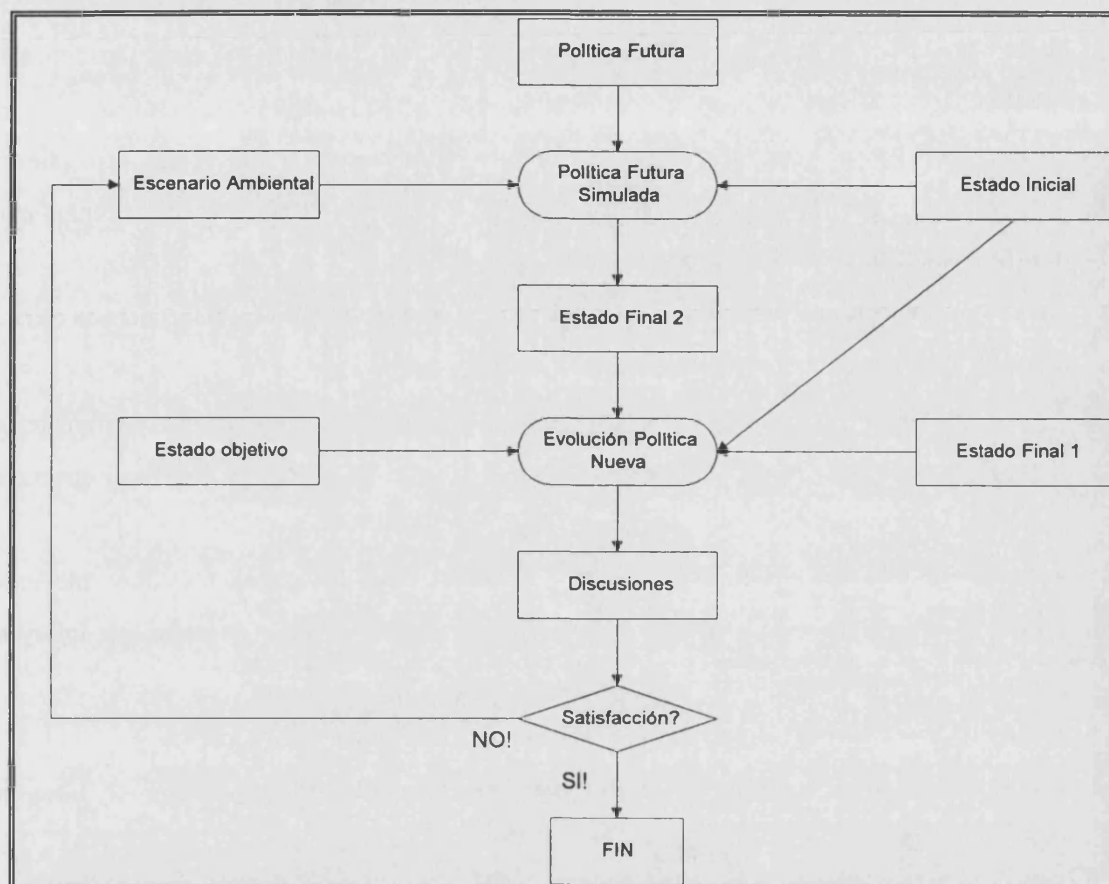 Política Futura
Escenario Ambiental
Política Futura
Simulada
Estado Inicial
Estado Final 2
Estado objetivo
Evolución Política
Nueva
Estado Final 1
Discusiones
Satisfacción?
NO!
SI!
FIN